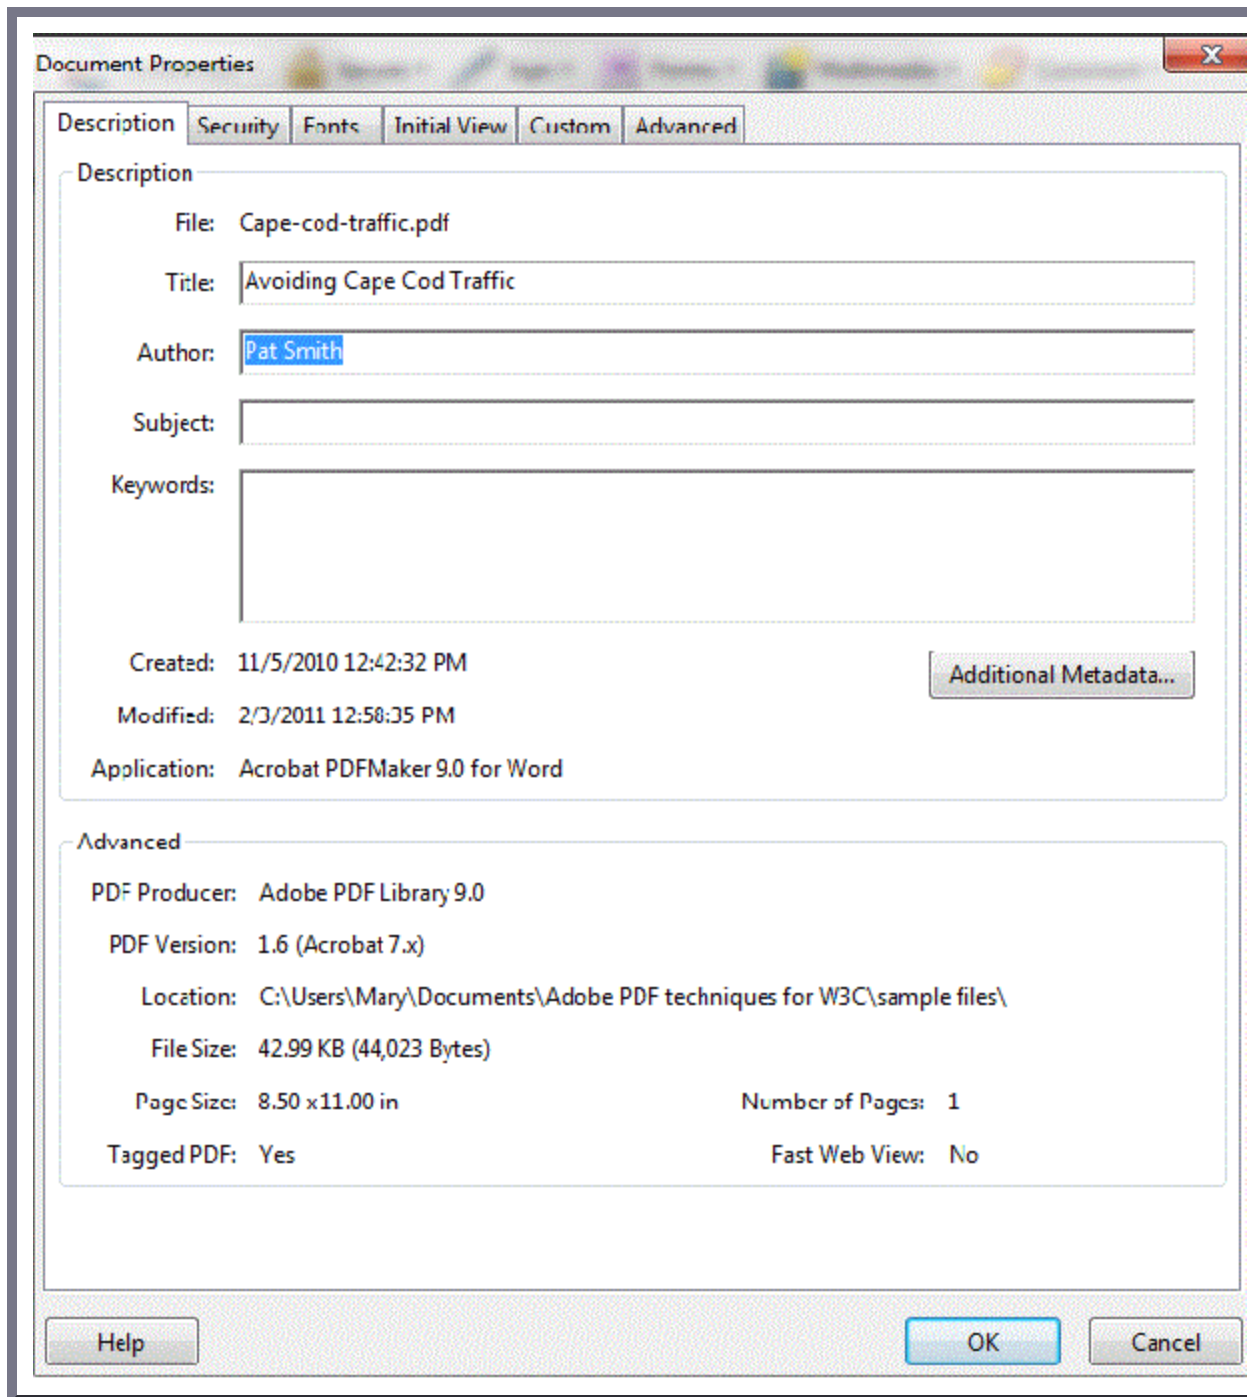 Document Properties
X
Description Security Fonts Initial View Custom Advanced
Description
File: Cape-cod-traffic.pdf
Title: Avoiding Cape Cod Traffic
Author: Pat Smith
Subject:
Keywords:
Created: 11/5/2010 12:42:32 PM
Additional Metadata...
Modified: 2/3/2011 12:58:35 PM
Application: Acrobat PDFMaker 9.0 for Word
Advanced
PDF Producer: Adobe PDF Library 9.0
PDF Version: 1.6 (Acrobat 7.x)
Location: C:\Users\Mary\Documents\Adobe PDF techniques for W3C\sample files\
File Size: 42.99 KB (44,023 Bytes)
Page Size: 8.50 x 11.00 in Number of Pages: 1
Tagged PDF: Yes Fast Web View: No
Help OK Cancel